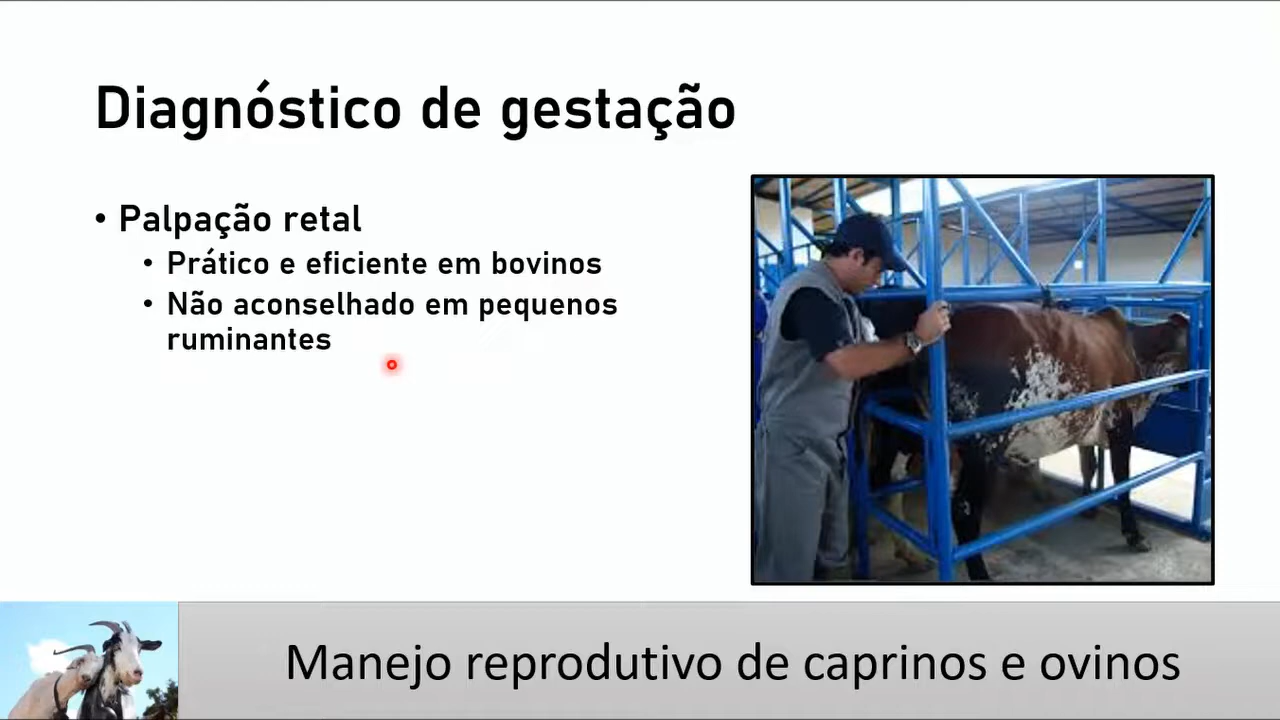 Diagnóstico de gestação
• Palpação retal
• Prático e eficiente em bovinos
• Não aconselhado em pequenos
ruminantes
Manejo reprodutivo de caprinos e ovinos